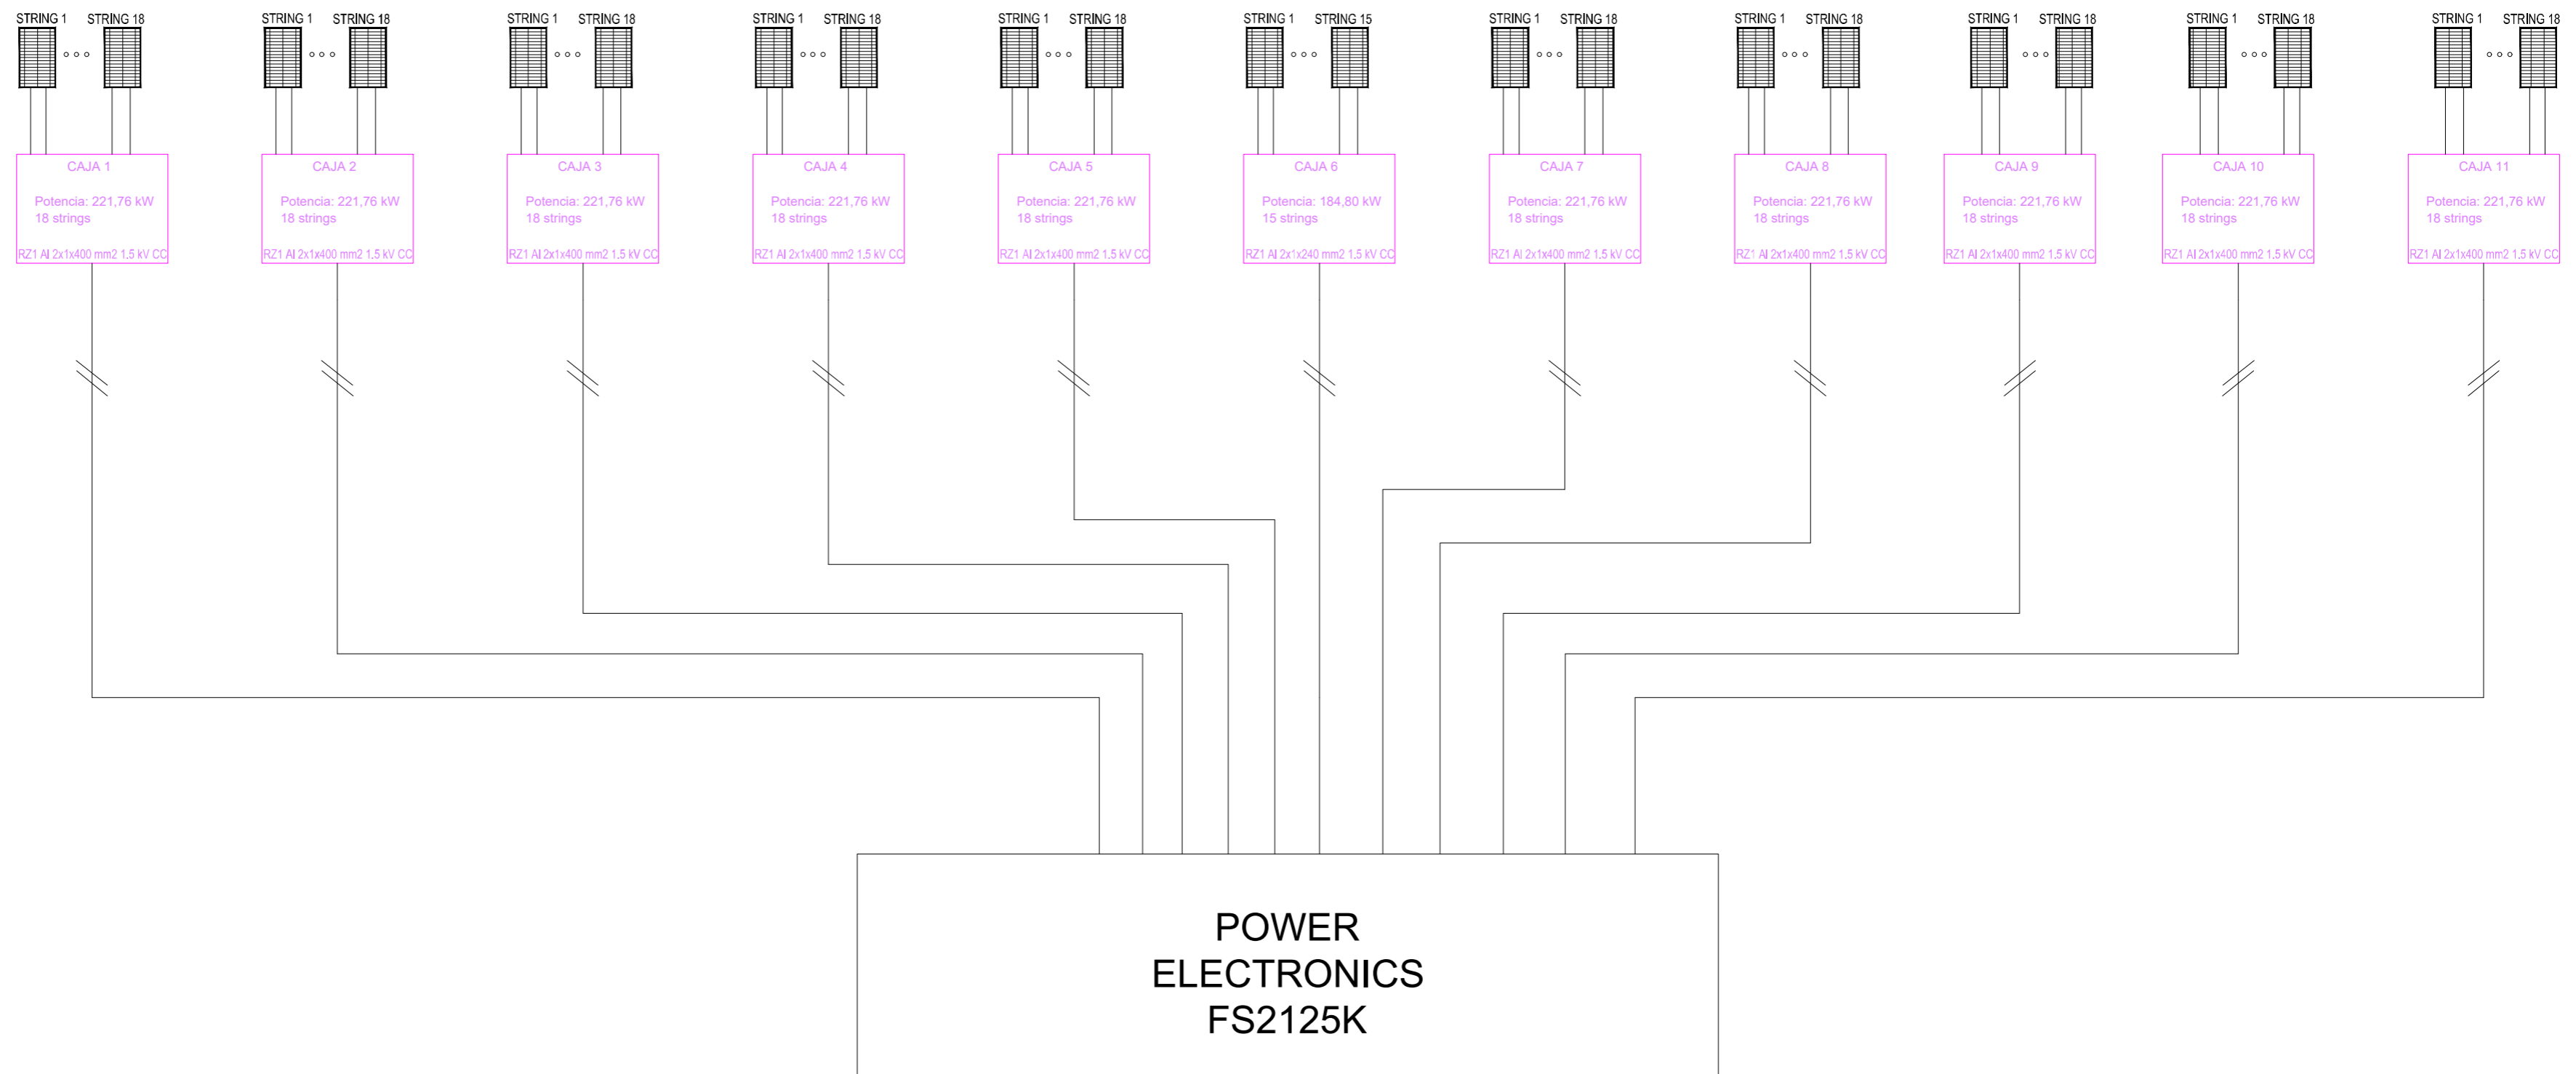 STRING 1 STRING 18
STRING 1 STRING 18
STRING 1 STRING 18
STRING 1 STRING 18
STRING 1 STRING 18
STRING 1 STRING 15
STRING 1 STRING 18
STRING 1 STRING 18
STRING 1 STRING 18
STRING 1 STRING 18
STRING 1 STRING 18
CAJA 1
Potencia: 221,76 kW
18 strings
RZ1 Al 2x1x400 mm2 1,5 kV CC
CAJA 2
Potencia: 221,76 kW
18 strings
RZ1 Al 2x1x400 mm2 1,5 kV CC
CAJA 3
Potencia: 221,76 kW
18 strings
RZ1 Al 2x1x400 mm2 1,5 kV CC
CAJA 4
Potencia: 221,76 kW
18 strings
RZ1 Al 2x1x400 mm2 1,5 kV CC
CAJA 5
Potencia: 221,76 kW
18 strings
RZ1 Al 2x1x400 mm2 1,5 kV CC
CAJA 6
Potencia: 184,80 kW
15 strings
RZ1 Al 2x1x240 mm2 1,5 kV CC
CAJA 7
Potencia: 221,76 kW
18 strings
RZ1 Al 2x1x400 mm2 1,5 kV CC
CAJA 8
Potencia: 221,76 kW
18 strings
RZ1 Al 2x1x400 mm2 1,5 kV CC
CAJA 9
Potencia: 221,76 kW
18 strings
RZ1 Al 2x1x400 mm2 1,5 kV CC
CAJA 10
Potencia: 221,76 kW
18 strings
RZ1 Al 2x1x400 mm2 1,5 kV CC
CAJA 11
Potencia: 221,76 kW
18 strings
RZ1 Al 2x1x400 mm2 1,5 kV CC
POWER
ELECTRONICS
FS2125K